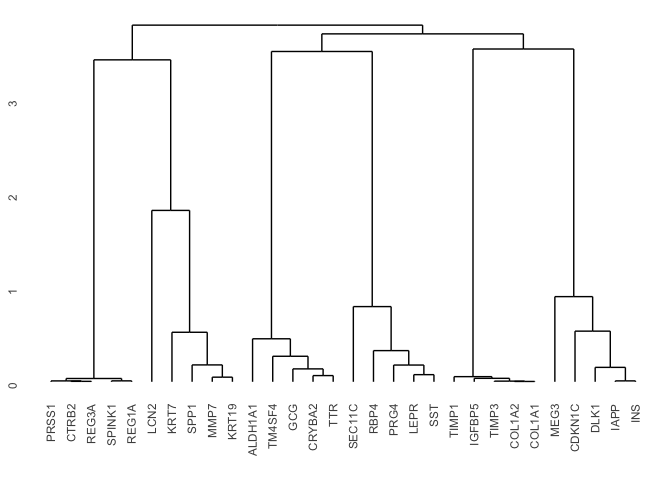 3
2
1
0
PRSS1
CTRB2
REG3A
SPINK1
REG1A
LCN2
KRT7
SPP1
MMP7
KRT19
ALDH1A1
TM4SF4
GCG
CRYBA2
TTR
SEC11C
RBP4
PRG4
LEPR
SST
TIMP1
IGFBP5
TIMP3
COL1A2
COL1A1
MEG3
CDKN1C
DLK1
IAPP
INS